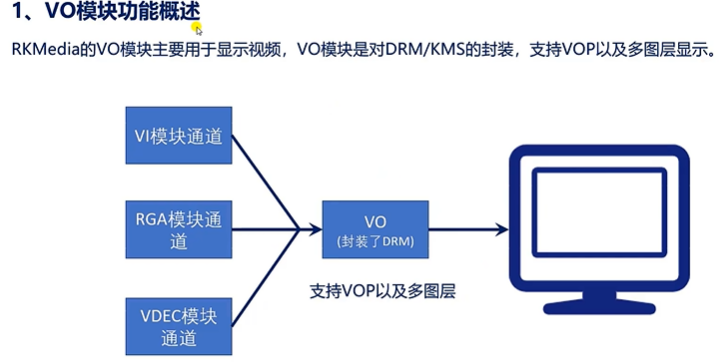 1、VO模块功能概述
RKMedia的VO模块主要用于显示视频，VO模块是对DRM/KMS的封装，支持VOP以及多图层显示。
VI模块通道
RGA模块通
道
VO
(封装了DRM)
支持VOP以及多图层
VDEC模块
通道